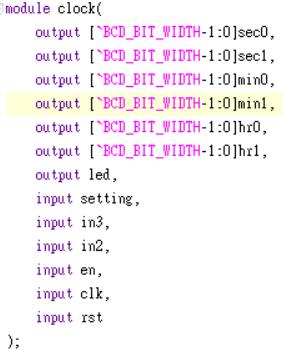 module clock(
output [`BCD_BIT_WIDTH-1:0]sec0,
output [`BCD_BIT_WIDTH-1:0]sec1,
output [`BCD_BIT_WIDTH-1:0]min0,
output [`BCD_BIT_WIDTH-1:0]min1,
output [`BCD_BIT_WIDTH-1:0]hr0,
output [`BCD_BIT_WIDTH-1:0]hr1,
output led,
input setting,
input in3,
input in2,
input en,
input clk,
input rst
);